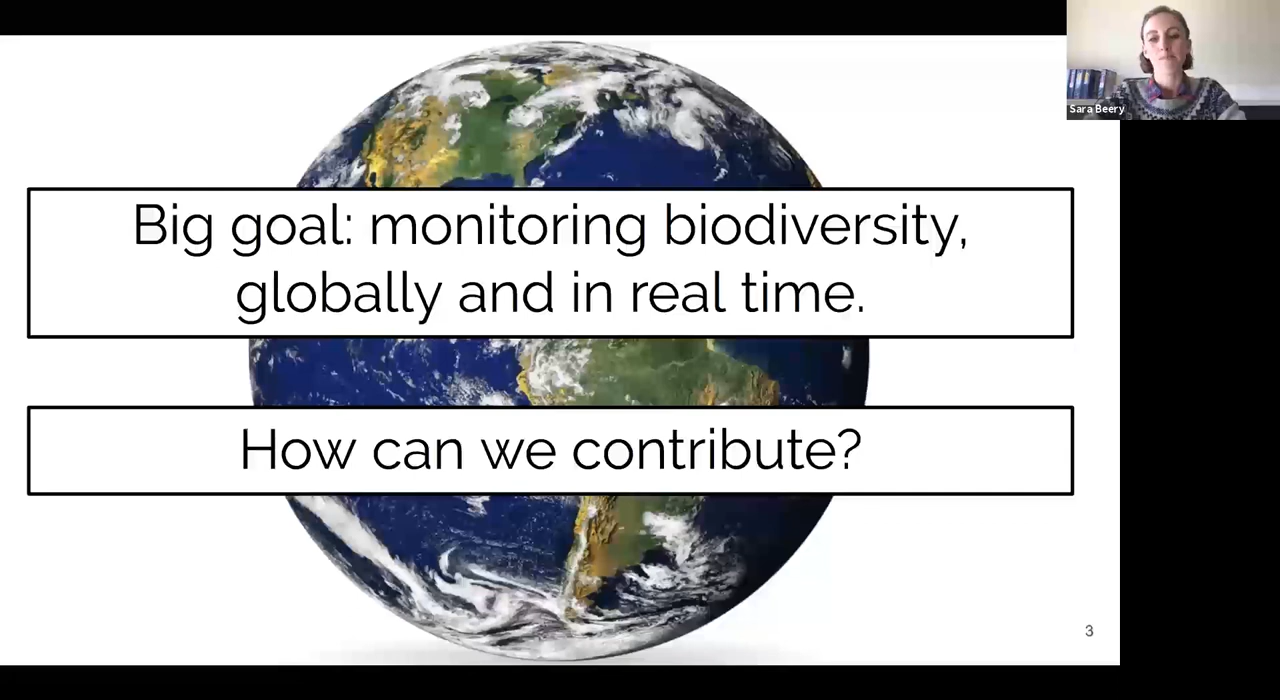 Sara Beery
Big goal: monitoring biodiversity,
globally and in real time.
How can we contribute?
3